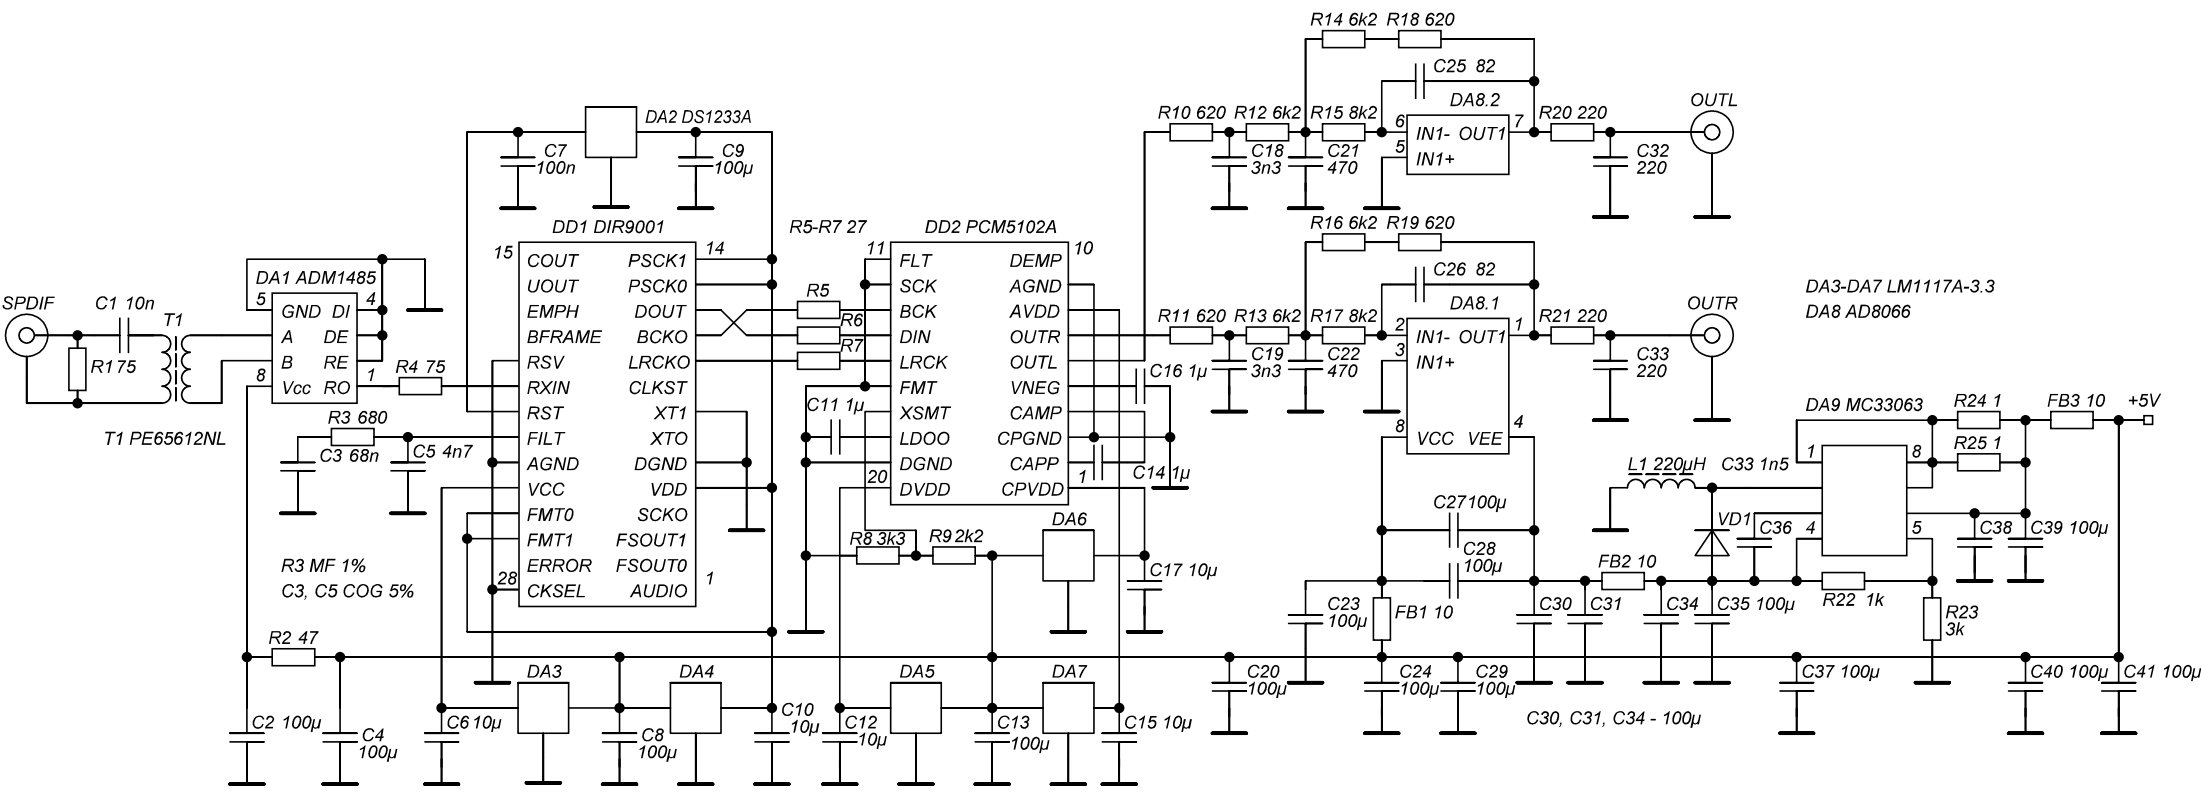 R14 6k2 R18 620
C25 82
DA8.2
R10 620 R12 6k2 R15 8k2
6 IN1- OUT1 7
5 IN1+
R20 220
OUTL
C18
3n3
C21
470
C32
220
DA2 DS1233A
C7
100n
C9
100µ
DD1 DIR9001
15 14
COUT PSCK1
UOUT PSCK0
EMPH DOUT
BFRAME BCKO
RSV LRCKO
RXIN CLKST
RST XT1
FILT XTO
AGND DGND
VCC VDD
FMT0 SCKO
FMT1 FSOUT1
ERROR FSOUT0
28 1
CKSEL AUDIO
R5-R7 27
R5
R6
R7
DD2 PCM5102A
11 10
FLT DEMP
SCK AGND
BCK AVDD
DIN OUTR
LRCK OUTL
FMT VNEG
XSMT CAMP
LDOO CPGND
DGND CAPP
20 1
DVDD CPVDD
C11 1µ
C16 1µ
C14 1µ
R16 6k2 R19 620
C26 82
DA8.1
R11 620 R13 6k2 R17 8k2
2 IN1- OUT1 1
3 IN1+
8 4
VCC VEE
R21 220
OUTR
C19
3n3
C22
470
C33
220
DA3-DA7 LM1117A-3.3
DA8 AD8066
SPDIF
C1 10n
T1
R1 75
T1 PE65612NL
DA1 ADM1485
5 GND DI 4
A DE
B RE
8 Vcc RO 1
R4 75
R3 680
C3 68n
C5 4n7
R3 MF 1%
C3, C5 COG 5%
R8 3k3 R9 2k2
DA6
C17 10µ
C27 100µ
C28
100µ
C23
100µ
FB1 10
C30
C31
FB2 10
C34
C35 100µ
DA9 MC33063
1 8
4 5
R24 1
R25 1
FB3 10
+5V
L1 220µH
C33 1n5
VD1
C36
C38
C39 100µ
R22 1k
R23
3k
R2 47
C2 100µ
C4
100µ
C6 10µ
DA3
C8
100µ
DA4
C10
10µ
C12
10µ
DA5
C13
100µ
DA7
C15 10µ
C20
100µ
C24
100µ
C29
100µ
C30, C31, C34 - 100µ
C37 100µ
C40 100µ
C41 100µ